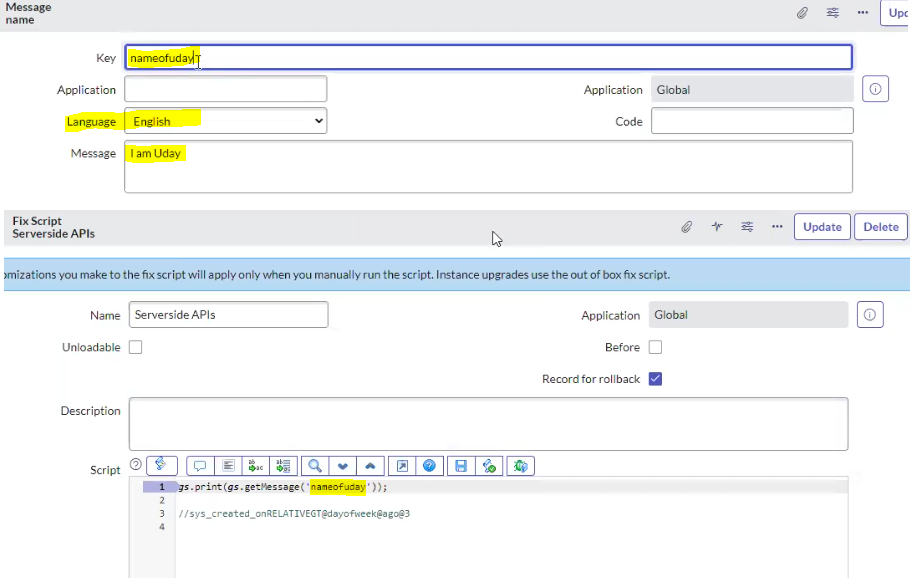 Message
name
Upd
Key nameofuday
Application Application Global
Language English Code
Message I am Uday
Fix Script
Serverside APIs
Update Delete
omizations you make to the fix script will apply only when you manually run the script. Instance upgrades use the out of box fix script.
Name Serverside APIs Application Global
Unloadable Before
Record for rollback
Description
Script
1 gs.print(gs.getMessage('nameofuday'));
2
3 //sys_created_onRELATIVEGT@dayofweek@ago@3
4